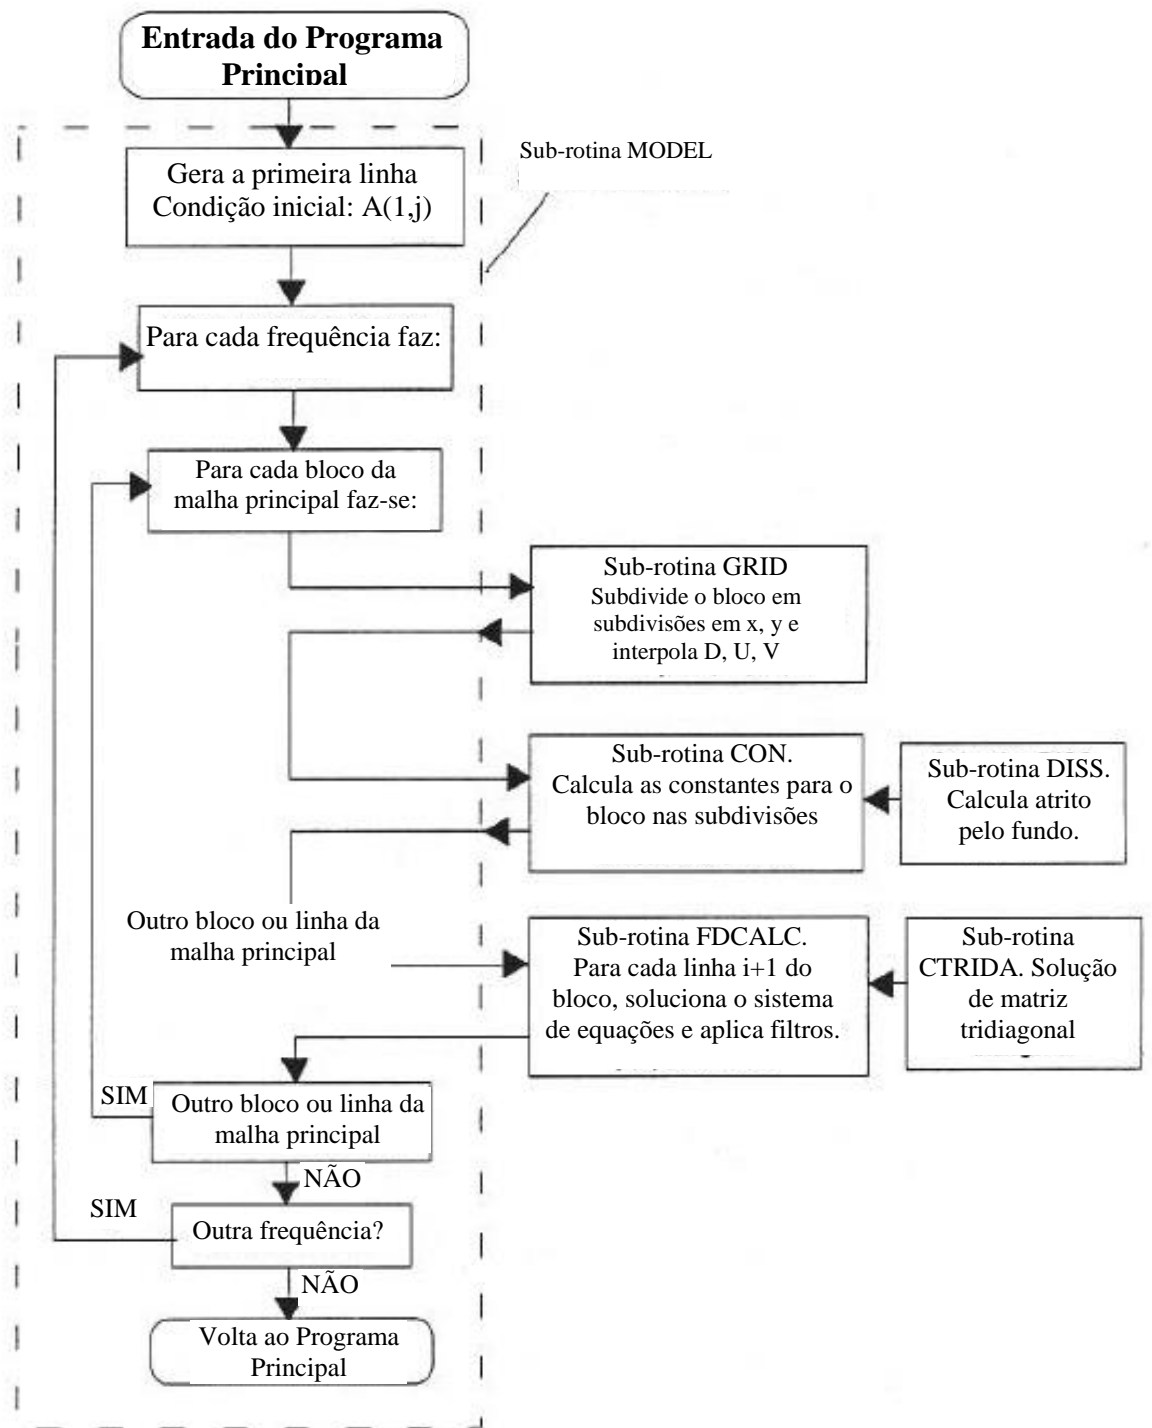 Entrada do Programa
Principal
Sub-rotina MODEL
Gera a primeira linha
Condição inicial: A(1,j)
Para cada frequência faz:
Para cada bloco da
malha principal faz-se:
Sub-rotina GRID
Subdivide o bloco em
subdivisões em x, y e
interpola D, U, V
Sub-rotina CON.
Calcula as constantes para o
bloco nas subdivisões
Sub-rotina DISS.
Calcula atrito
pelo fundo.
Outro bloco ou linha da
malha principal
Sub-rotina FDCALC.
Para cada linha i+1 do
bloco, soluciona o sistema
de equações e aplica filtros.
Sub-rotina
CTRIDA. Solução
de matriz
tridiagonal
SIM
Outro bloco ou linha da
malha principal
NÃO
SIM
Outra frequência?
NÃO
Volta ao Programa
Principal